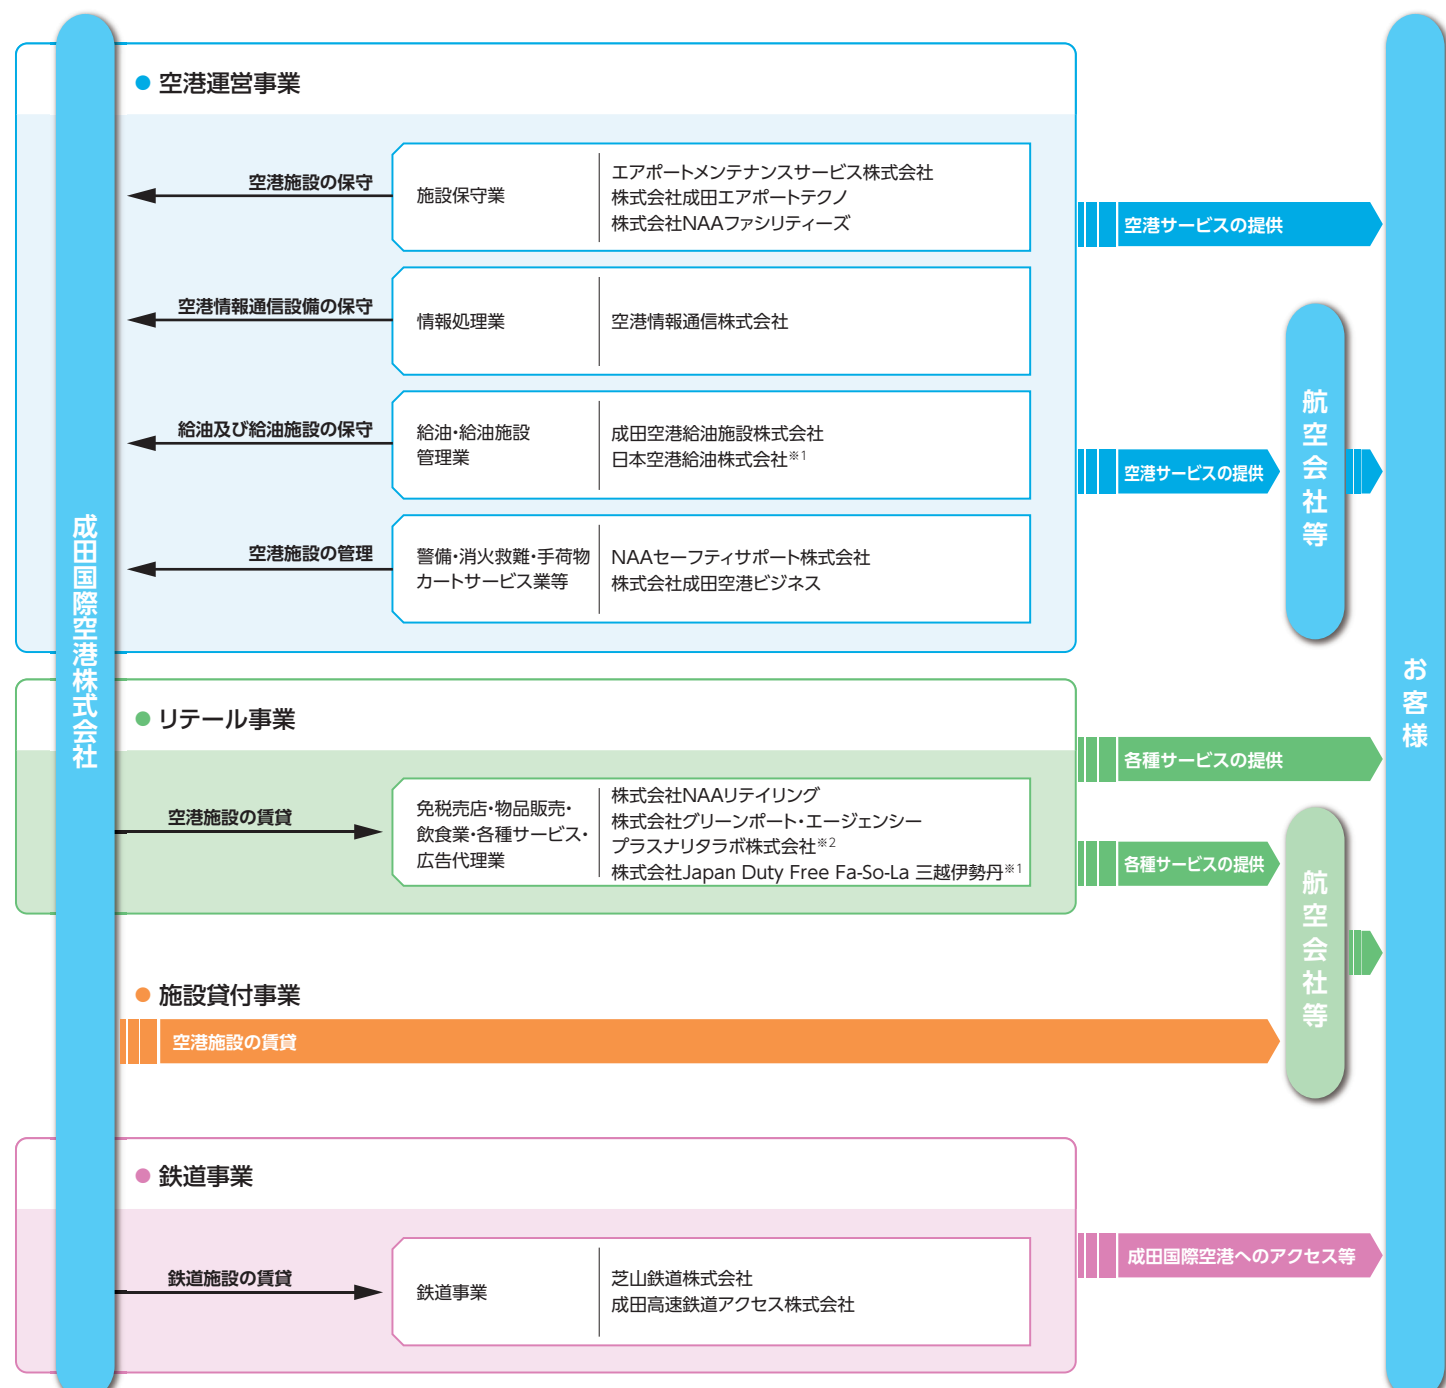 成田国際空港株式会社
● 空港運営事業
空港施設の保守
施設保守業
エアポートメンテナンスサービス株式会社
株式会社成田エアポートテクノ
株式会社NAAファシリティーズ
空港情報通信設備の保守
情報処理業
空港情報通信株式会社
給油及び給油施設の保守
給油・給油施設
管理業
成田空港給油施設株式会社
日本空港給油株式会社※1
空港施設の管理
警備・消火救難・手荷物
カートサービス業等
NAAセーフティサポート株式会社
株式会社成田空港ビジネス
空港サービスの提供
空港サービスの提供
航空会社等
お客様
● リテール事業
空港施設の賃貸
免税売店・物品販売・
飲食業・各種サービス・
広告代理業
株式会社NAAリテイリング
株式会社グリーンポート・エージェンシー
プラスナリタラボ株式会社※2
株式会社Japan Duty Free Fa-So-La 三越伊勢丹※1
各種サービスの提供
各種サービスの提供
航空会社等
● 施設貸付事業
空港施設の賃貸
● 鉄道事業
鉄道施設の賃貸
鉄道事業
芝山鉄道株式会社
成田高速鉄道アクセス株式会社
成田国際空港へのアクセス等